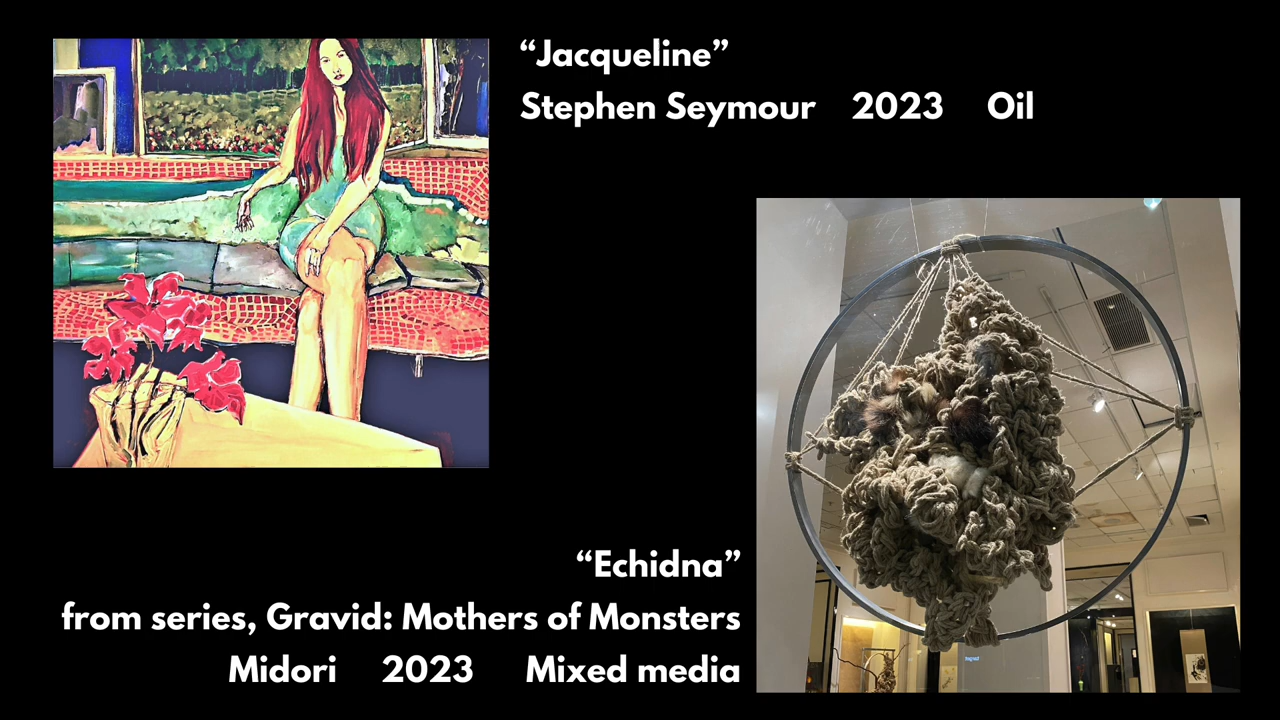 “Jacqueline”
Stephen Seymour 2023 Oil
“Echidna”
from series, Gravid: Mothers of Monsters
Midori 2023 Mixed media